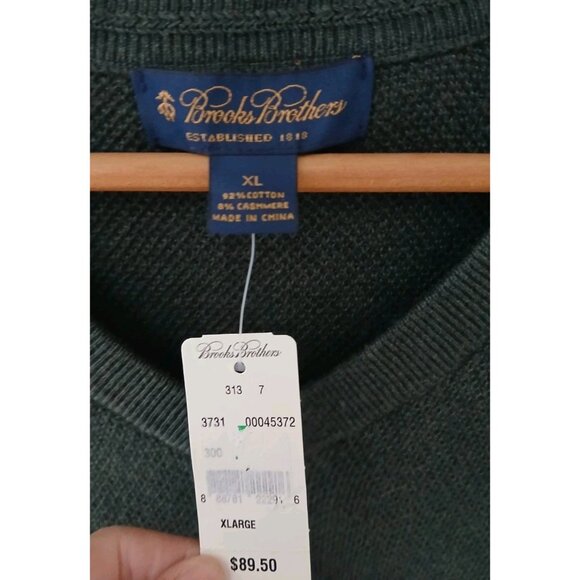 Brooks Brothers
ESTABLISHED 1818
XL
92% COTTON
8% CASHMERE
MADE IN CHINA
Brooks Brothers
313 7
3731 00045372
300
XLARGE
$89.50